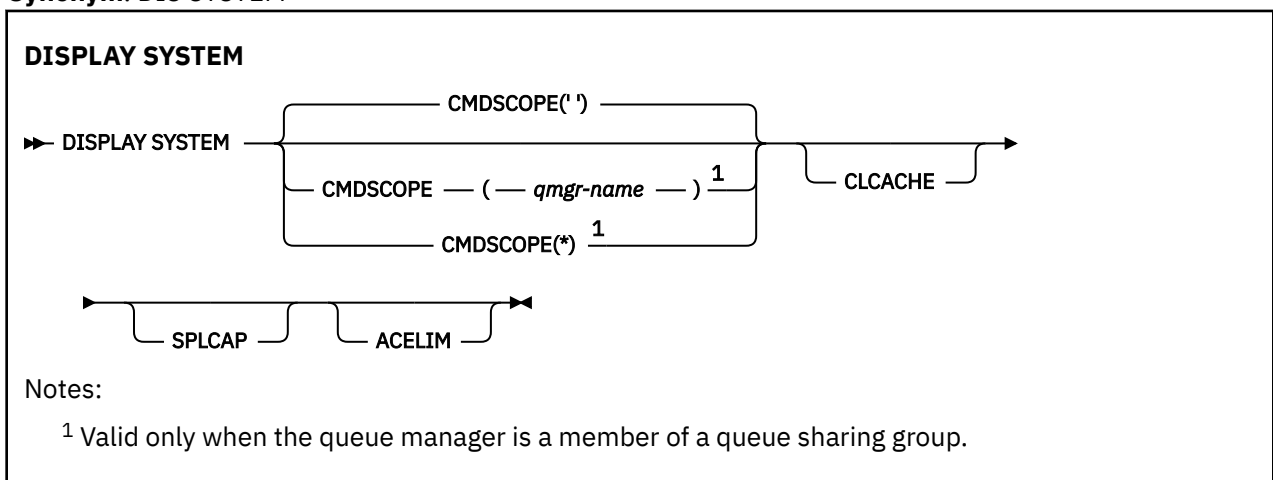 Synonym: DIS SYSTEM
DISPLAY SYSTEM
CMDSCOPE(' ')
DISPLAY SYSTEM
CMDSCOPE ( qmgr-name ) 1
CLCACHE
CMDSCOPE(*) 1
SPLCAP
ACELIM
Notes:
1 Valid only when the queue manager is a member of a queue sharing group.